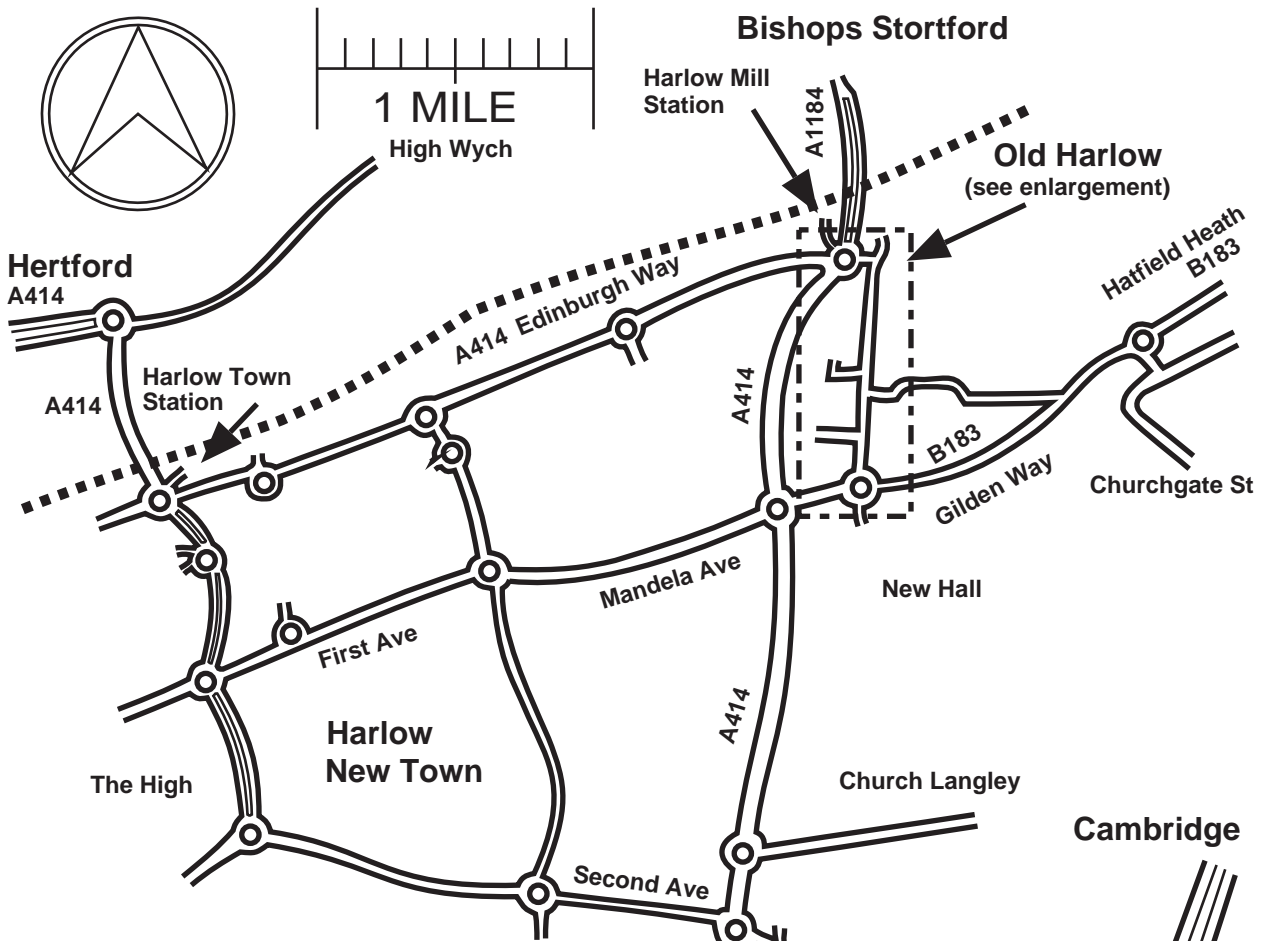 Bishops Stortford
Harlow Mill
Station
1 MILE
A1184
High Wych
Old Harlow
(see enlargement)
Hatfield Heath
B183
Hertford
A414
A414 Edinburgh Way
Harlow Town
Station
A414
A414
B183
Gilden Way
Churchgate St
Mandela Ave
New Hall
First Ave
A414
Harlow
New Town
The High
Church Langley
Cambridge
Second Ave